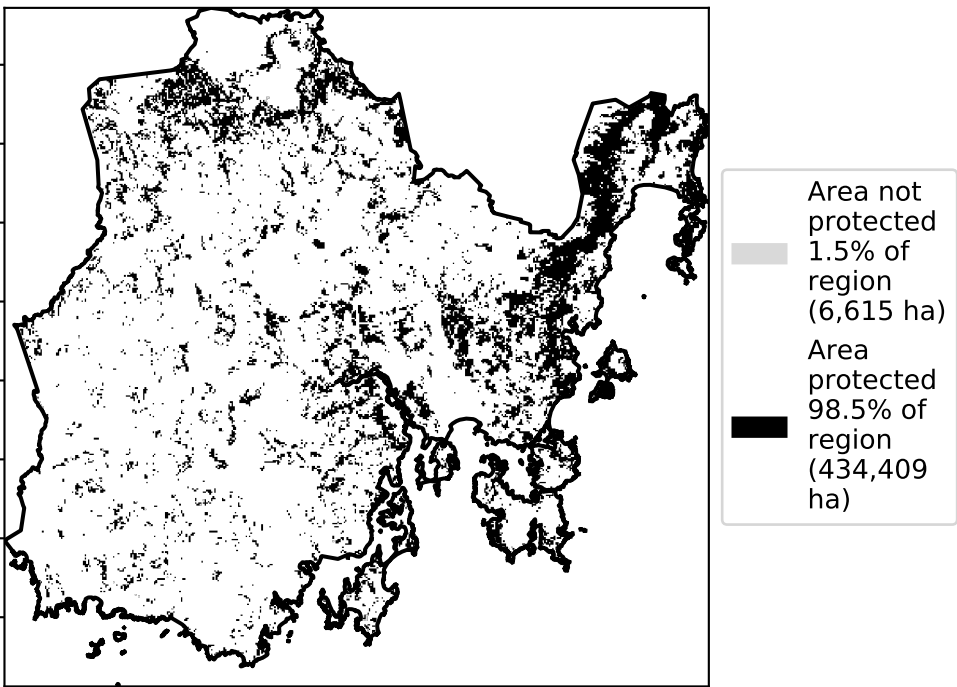 Area not
protected
1.5% of
region
(6,615 ha)
Area
protected
98.5% of
region
(434,409
ha)